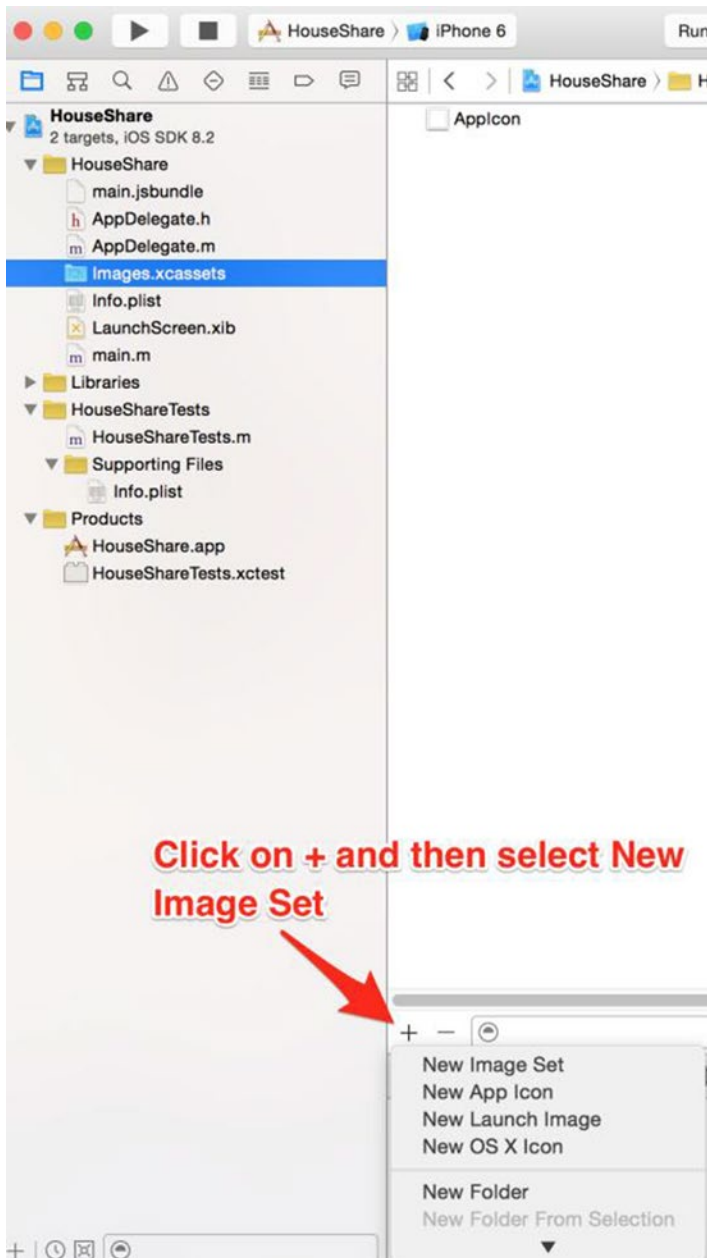 HouseShare
iPhone 6
Run
HouseShare
H
HouseShare
2 targets, iOS SDK 8.2
HouseShare
main.jsbundle
h AppDelegate.h
m AppDelegate.m
Images.xcassets
Info.plist
LaunchScreen.xib
m main.m
Libraries
HouseShareTests
m HouseShareTests.m
Supporting Files
Info.plist
Products
HouseShare.app
HouseShareTests.xctest
AppIcon
Click on + and then select New
Image Set
New Image Set
New App Icon
New Launch Image
New OS X Icon
New Folder
New Folder From Selection